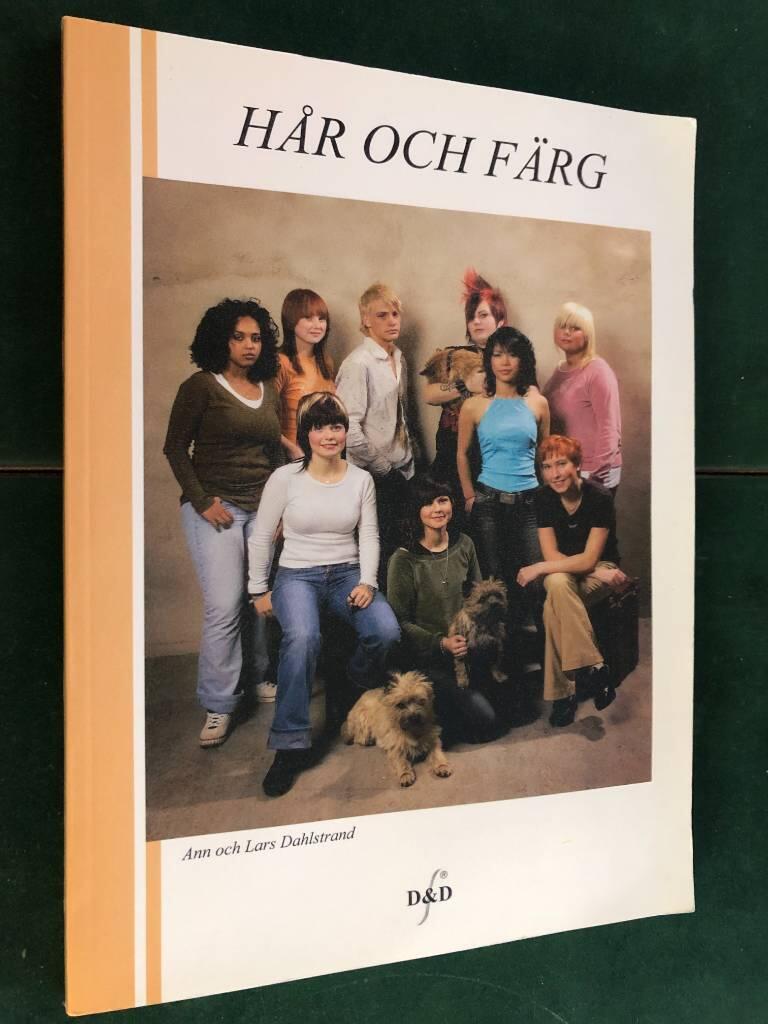 HÅR OCH FÄRG
Ann och Lars Dahlstrand
D&D®